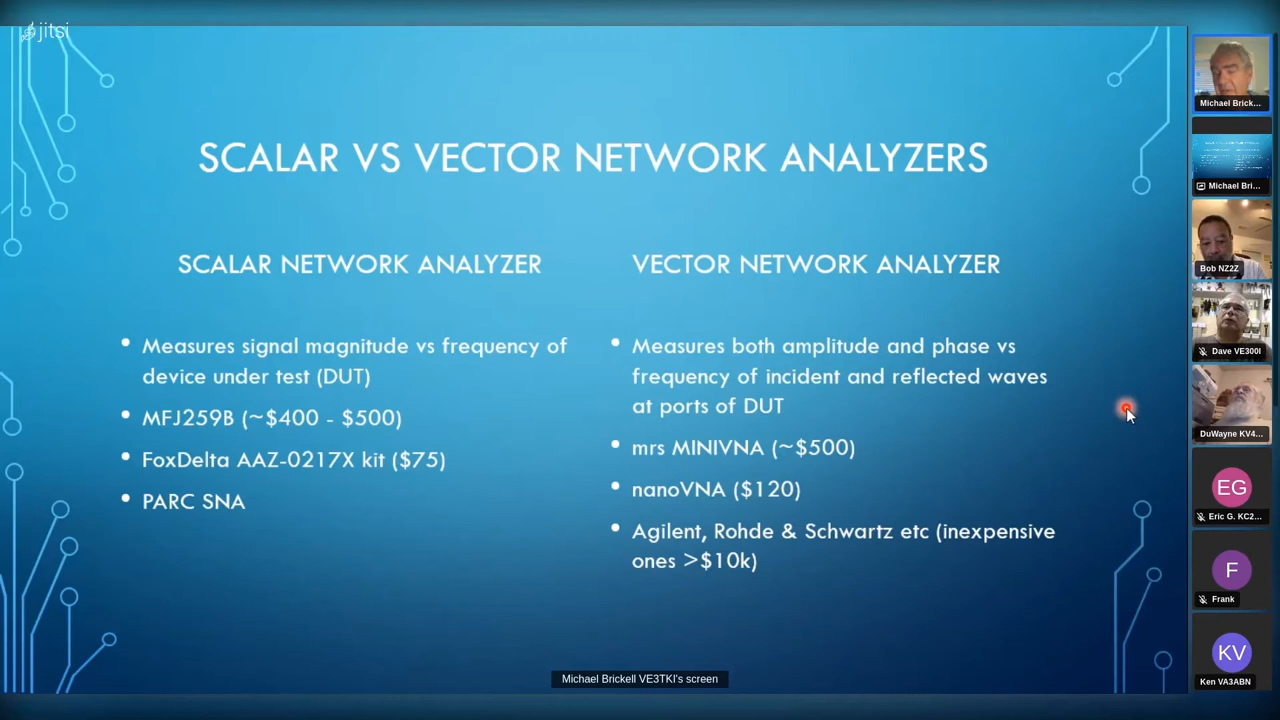 jitsi
SCALAR VS VECTOR NETWORK ANALYZERS
SCALAR NETWORK ANALYZER
• Measures signal magnitude vs frequency of
device under test (DUT)
• MFJ259B (~$400 - $500)
• FoxDelta AAZ-0217X kit ($75)
• PARC SNA
VECTOR NETWORK ANALYZER
• Measures both amplitude and phase vs
frequency of incident and reflected waves
at ports of DUT
• mrs MINIVNA (~$500)
• nanoVNA ($120)
• Agilent, Rohde & Schwartz etc (inexpensive
ones >$10k)
Michael Brickell VE3TKI's screen
Michael Brick...
Michael Bri...
Bob NZ2Z
Dave VE3OOI
DuWayne KV4...
EG
Eric G. KC2...
F
Frank
KV
Ken VA3ABN